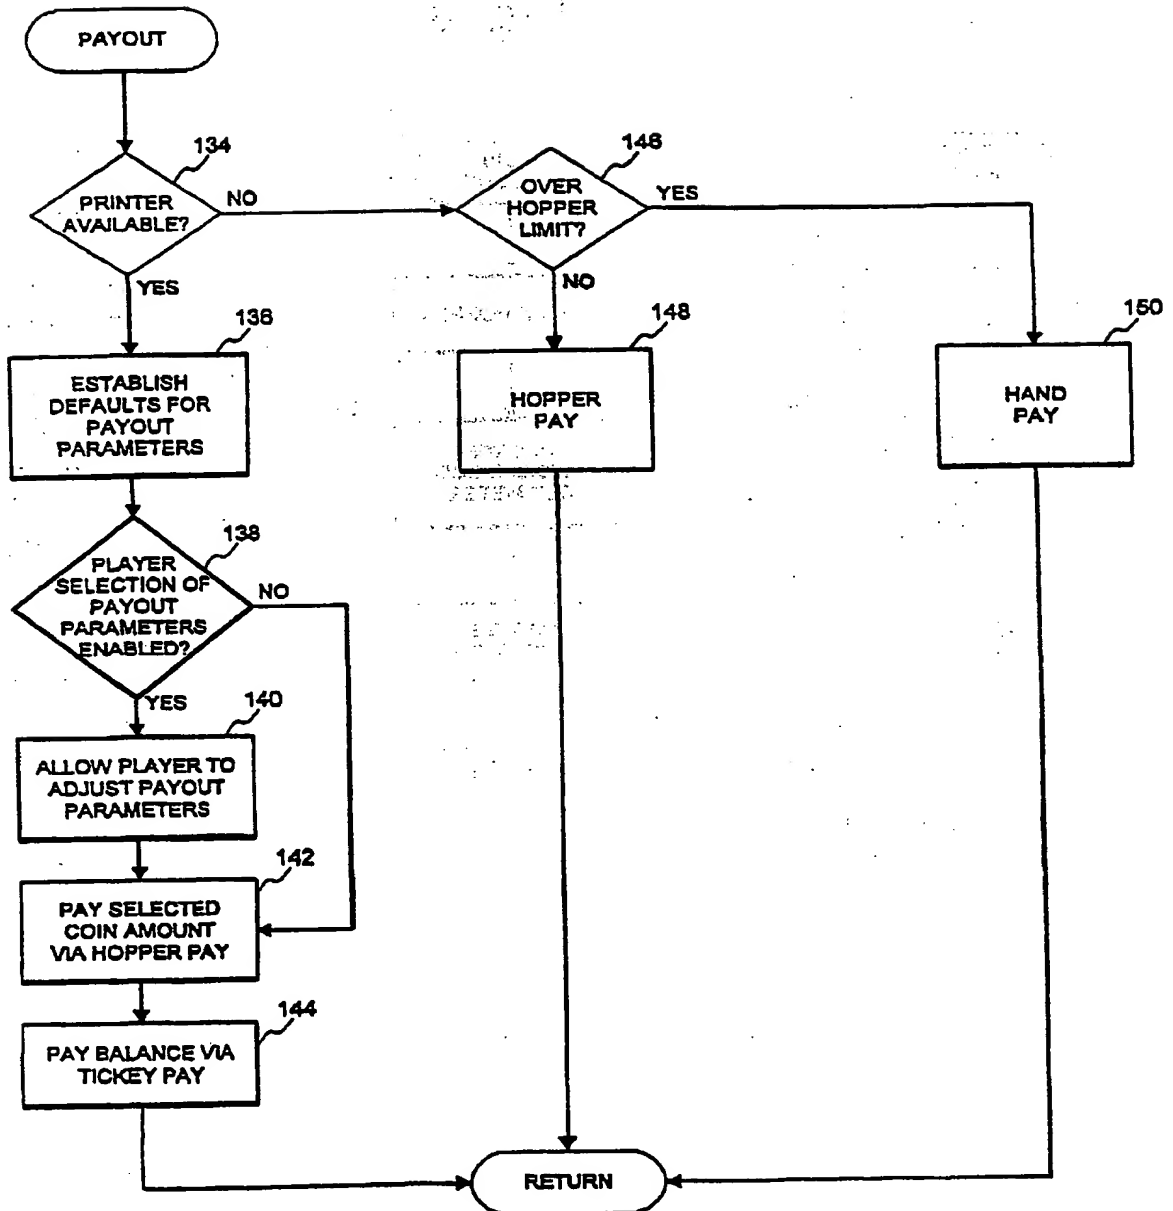 PAYOUT
134
PRINTER
AVAILABLE?
NO
YES
146
OVER
HOPPER
LIMIT?
YES
NO
136
ESTABLISH
DEFAULTS FOR
PAYOUT
PARAMETERS
148
HOPPER
PAY
150
HAND
PAY
138
PLAYER
SELECTION OF
PAYOUT
PARAMETERS
ENABLED?
NO
YES
140
ALLOW PLAYER TO
ADJUST PAYOUT
PARAMETERS
142
PAY SELECTED
COIN AMOUNT
VIA HOPPER PAY
144
PAY BALANCE VIA
TICKEY PAY
RETURN